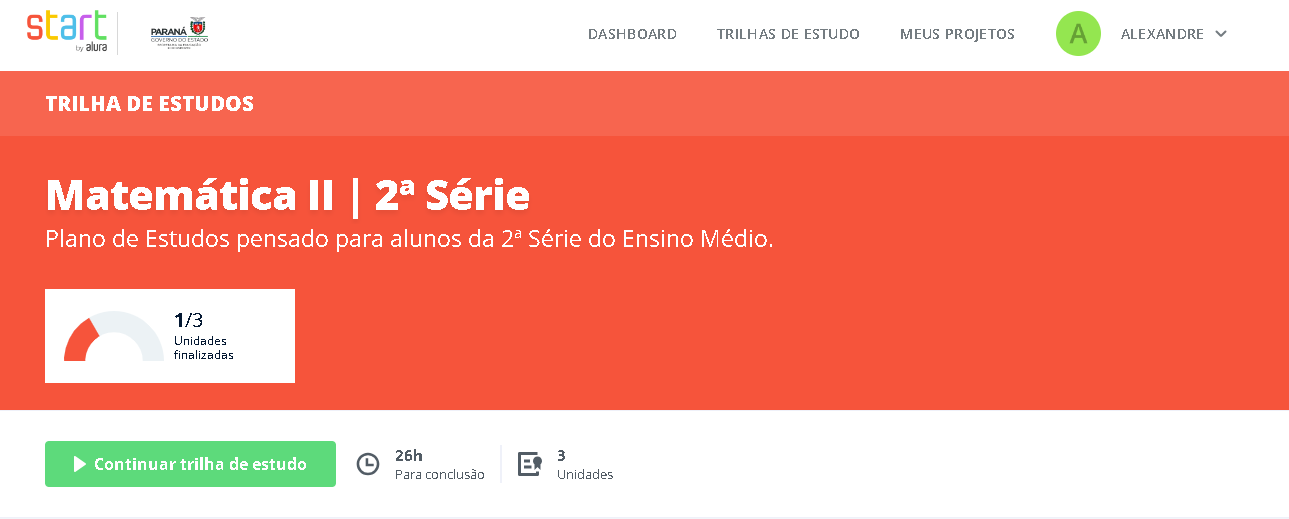 start
by alura
PARANÁ
GOVERNO DO ESTADO
DASHBOARD
TRILHAS DE ESTUDO
MEUS PROJETOS
A
ALEXANDRE
TRILHA DE ESTUDOS
Matemática II | 2ª Série
Plano de Estudos pensado para alunos da 2ª Série do Ensino Médio.
1/3
Unidades
finalizadas
Continuar trilha de estudo
26h
Para conclusão
3
Unidades